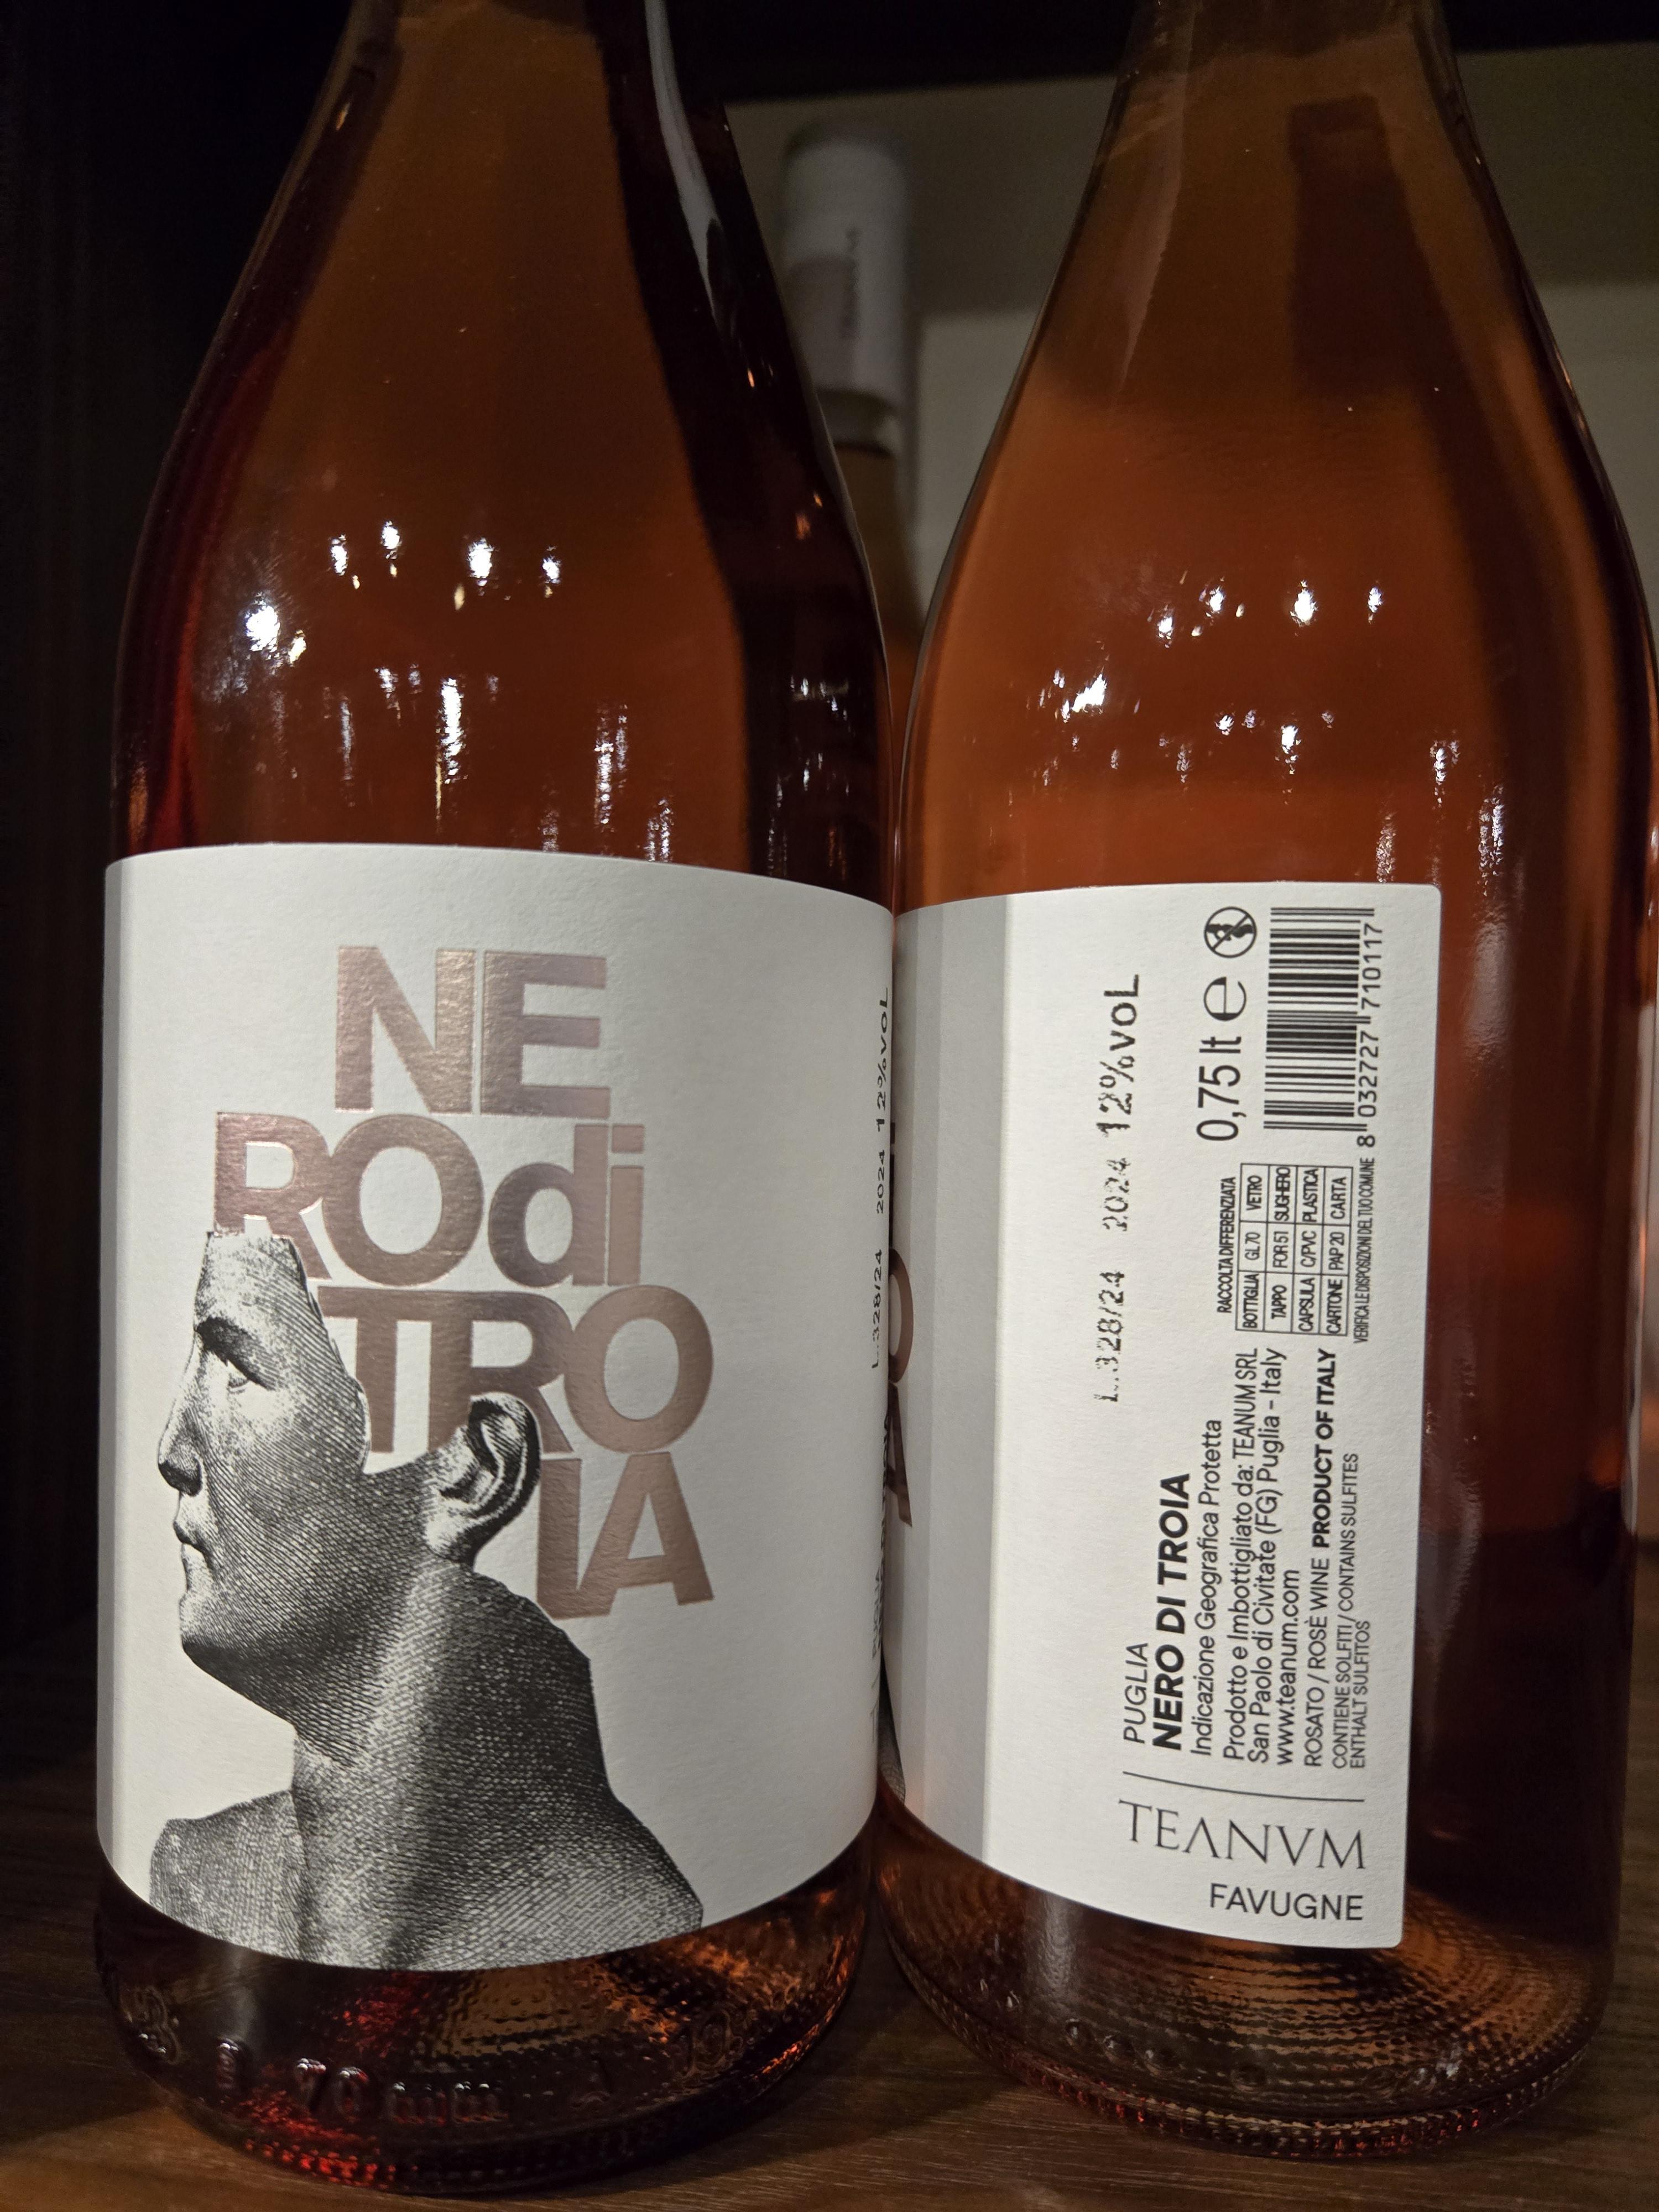 NE
ROdi
TRO
IA
L.328/24 2024 12%VOL
L.328/24 2024 12%VOL
PUGLIA
NERO DI TROIA
Indicazione Geografica Protetta
Prodotto e Imbottigliato da: TEANUM SRL
San Paolo di Civitate (FG) Puglia - Italy
www.teanum.com
ROSATO / ROSÈ WINE PRODUCT OF ITALY
CONTIENE SOLFITI / CONTAINS SULFITES
ENTHALT SULFITOS
RACCOLTA DIFFERENZIATA
BOTTIGLIA GL 70 VETRO
TAPPO FOR 51 SUGHERO
CAPSULA C/PVC PLASTICA
CARTONE PAP 20 CARTA
VERIFICA LE DISPOSIZIONI DEL TUO COMUNE
0,75 lt e
8 032727 710117
TEANVM
FAVUGNE